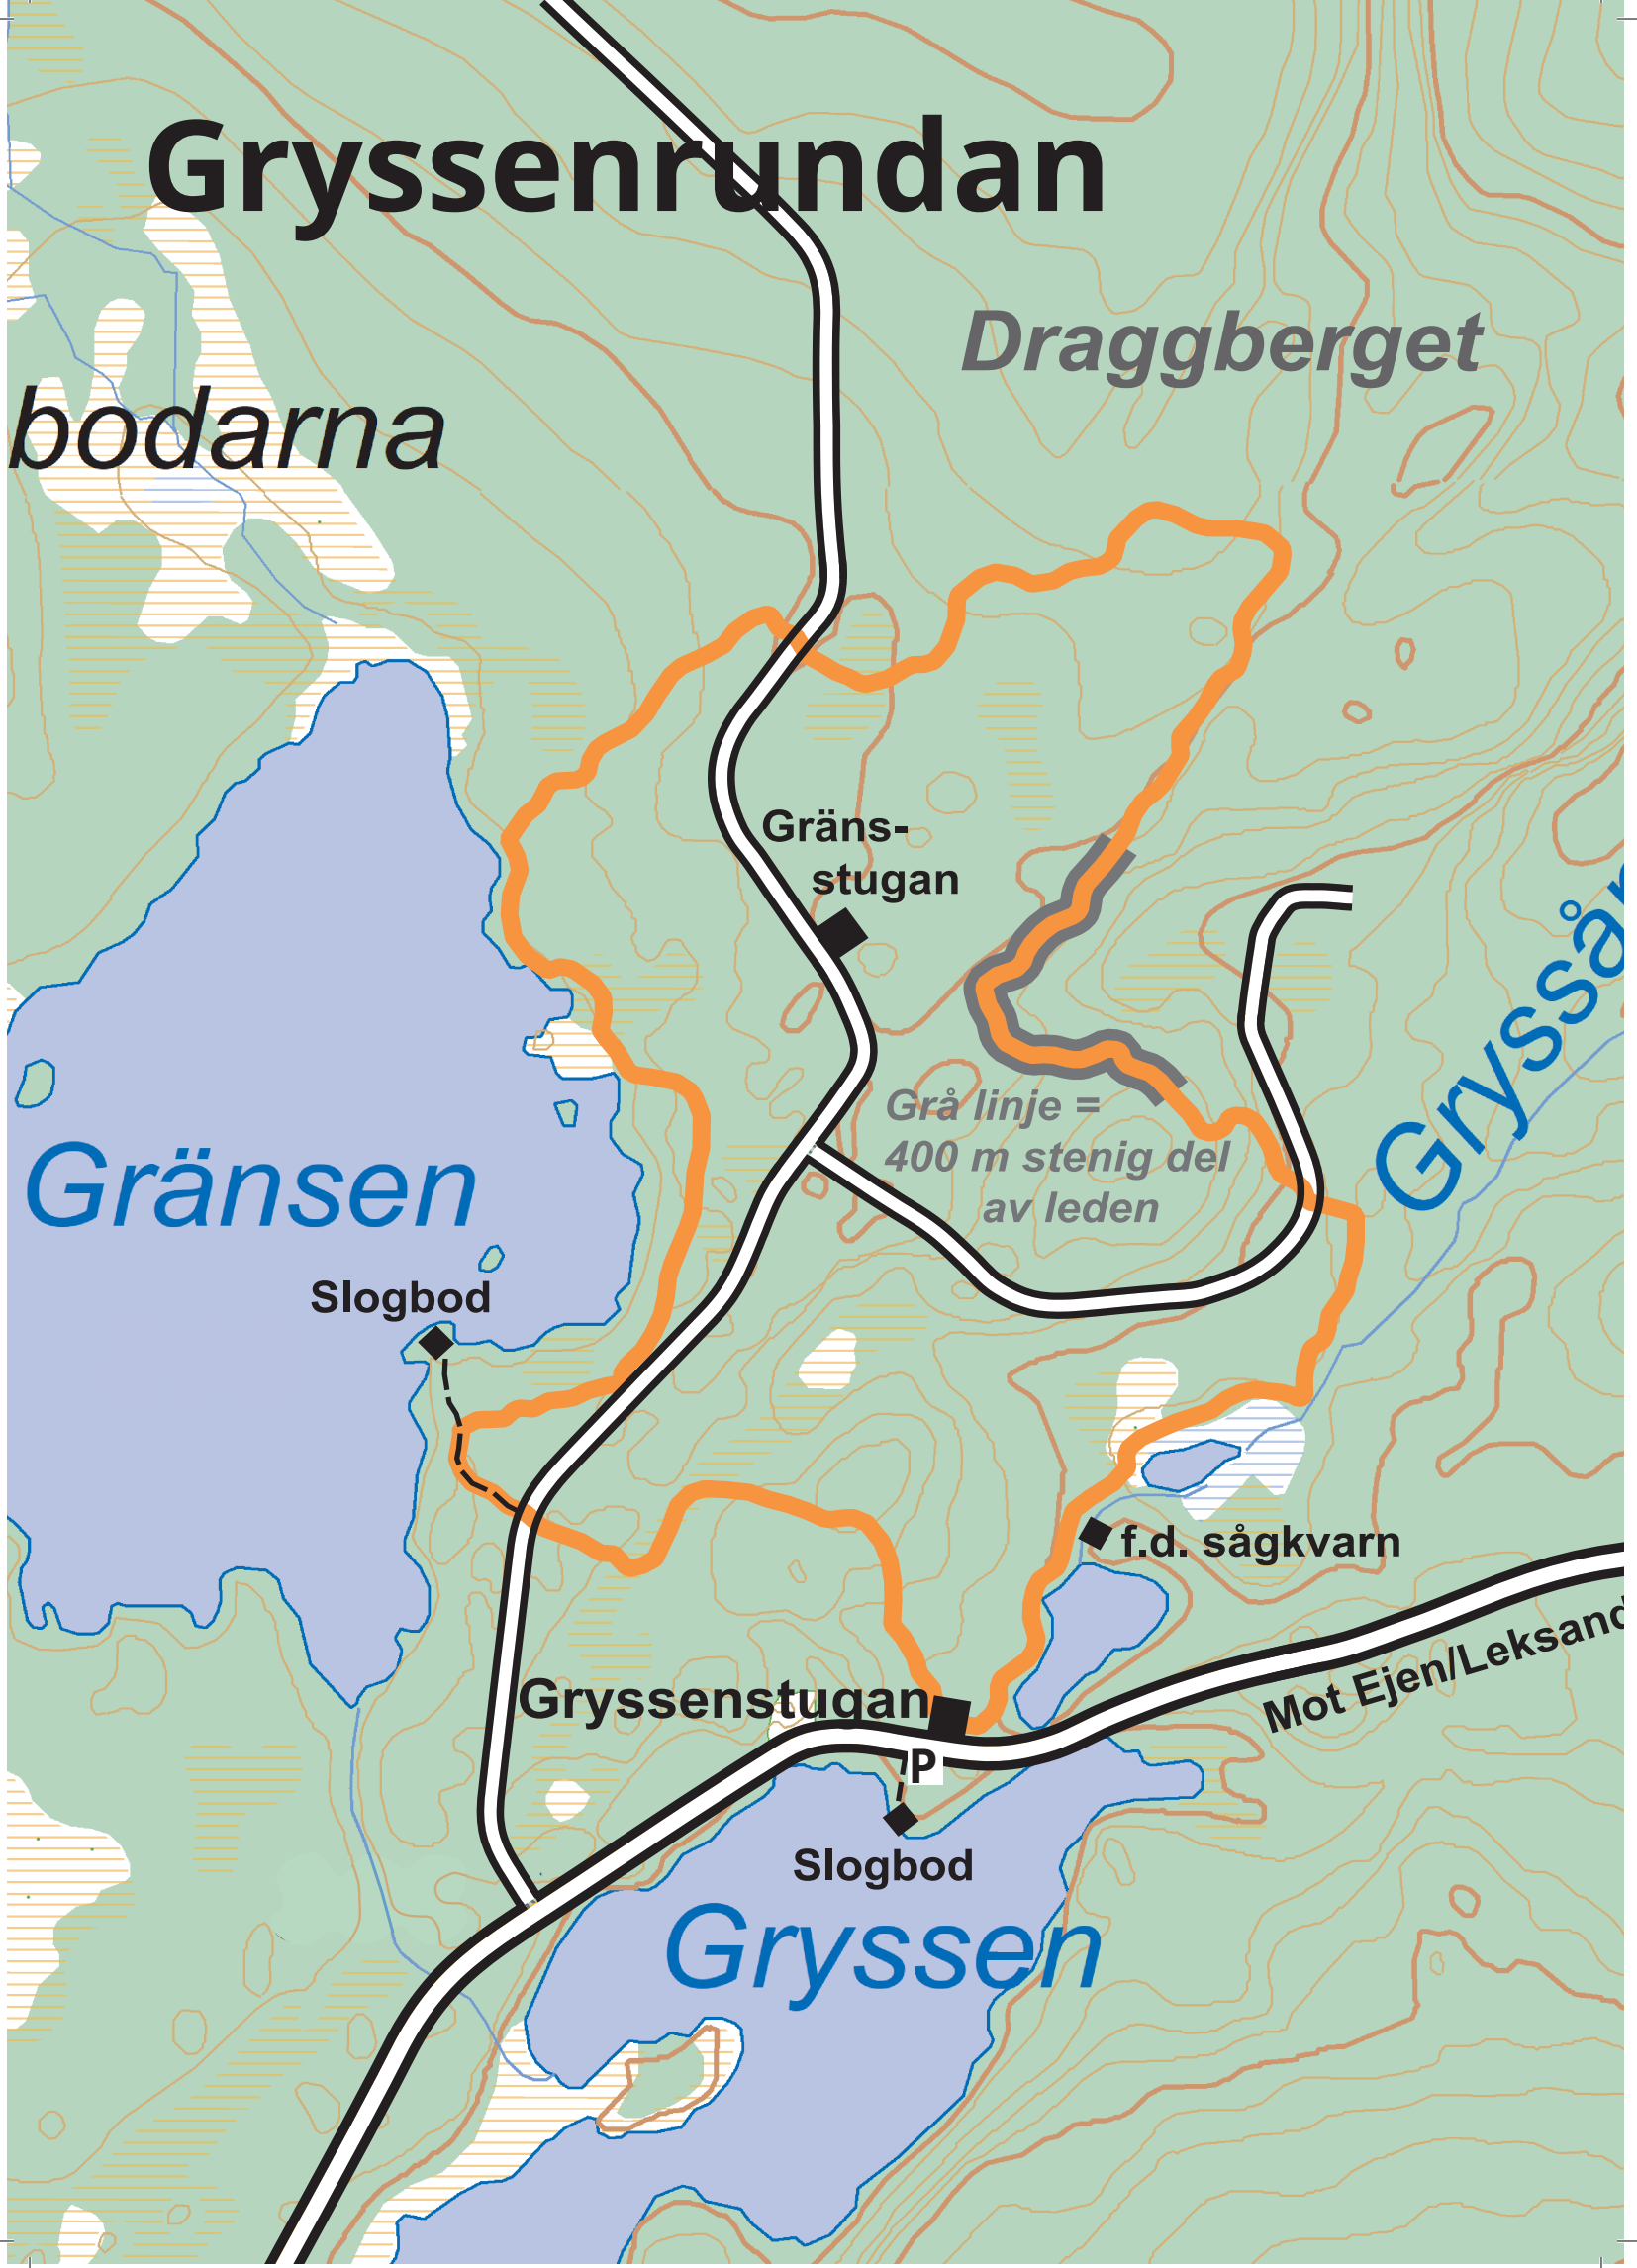 Gryssenrundan
Draggberget
bodarna
Gräns-
stugan
Gryssån
Grå linje =
400 m stenig del
av leden
Gränsen
Slogbod
f.d. sågkvarn
Mot Ejen/Leksand
Gryssenstugan
P
Slogbod
Gryssen